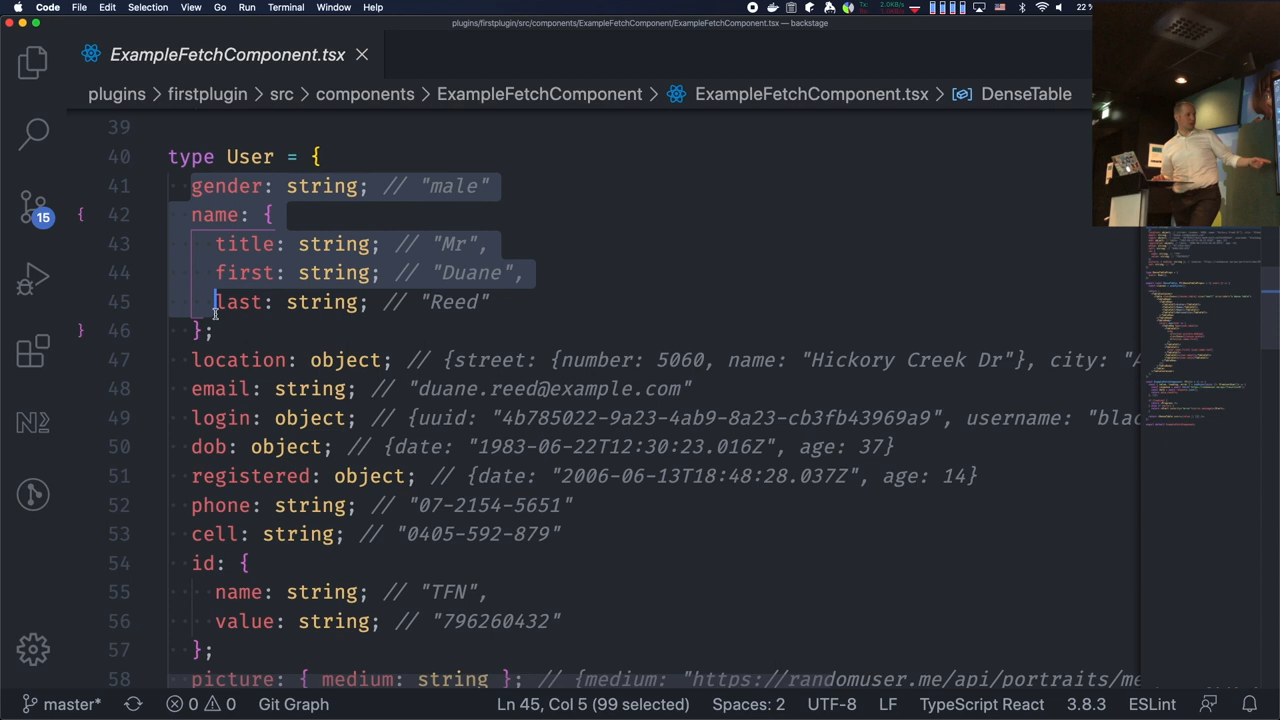 Code File Edit Selection View Go Run Terminal Window Help Tx: 2.0KB/s 22
plugins/firstplugin/src/components/ExampleFetchComponent/ExampleFetchComponent.tsx — backstage
ExampleFetchComponent.tsx
plugins > firstplugin > src > components > ExampleFetchComponent > ExampleFetchComponent.tsx > DenseTable
39
40 type User = {
41 gender: string; // "male"
{ 42 name: {
43 title: string; // "Mr"
44 first: string; // "Duane",
45 last: string; // "Reed"
} 46 };
47 location: object; // {street: {number: 5060, name: "Hickory Creek Dr"}, city: "
48 email: string; // "duane.reed@example.com"
49 login: object; // username: "blac
50 dob: object; // {date: "1983-06-22T12:30:23.016Z", age: 37}
51 registered: object; // {date: "2006-06-13T18:48:28.037Z", age: 14}
52 phone: string; // "07-2154-5651"
53 cell: string; // "0405-592-879"
54 id: {
55 name: string; // "TFN",
56 value: string; // "796260432"
57 };
58 picture: { medium: string }; // {medium: "https://randomuser.me/api/portraits/me
15
N2
master* 0 0 Git Graph Ln 45, Col 5 (99 selected) Spaces: 2 UTF-8 LF TypeScript React 3.8.3 ESLint